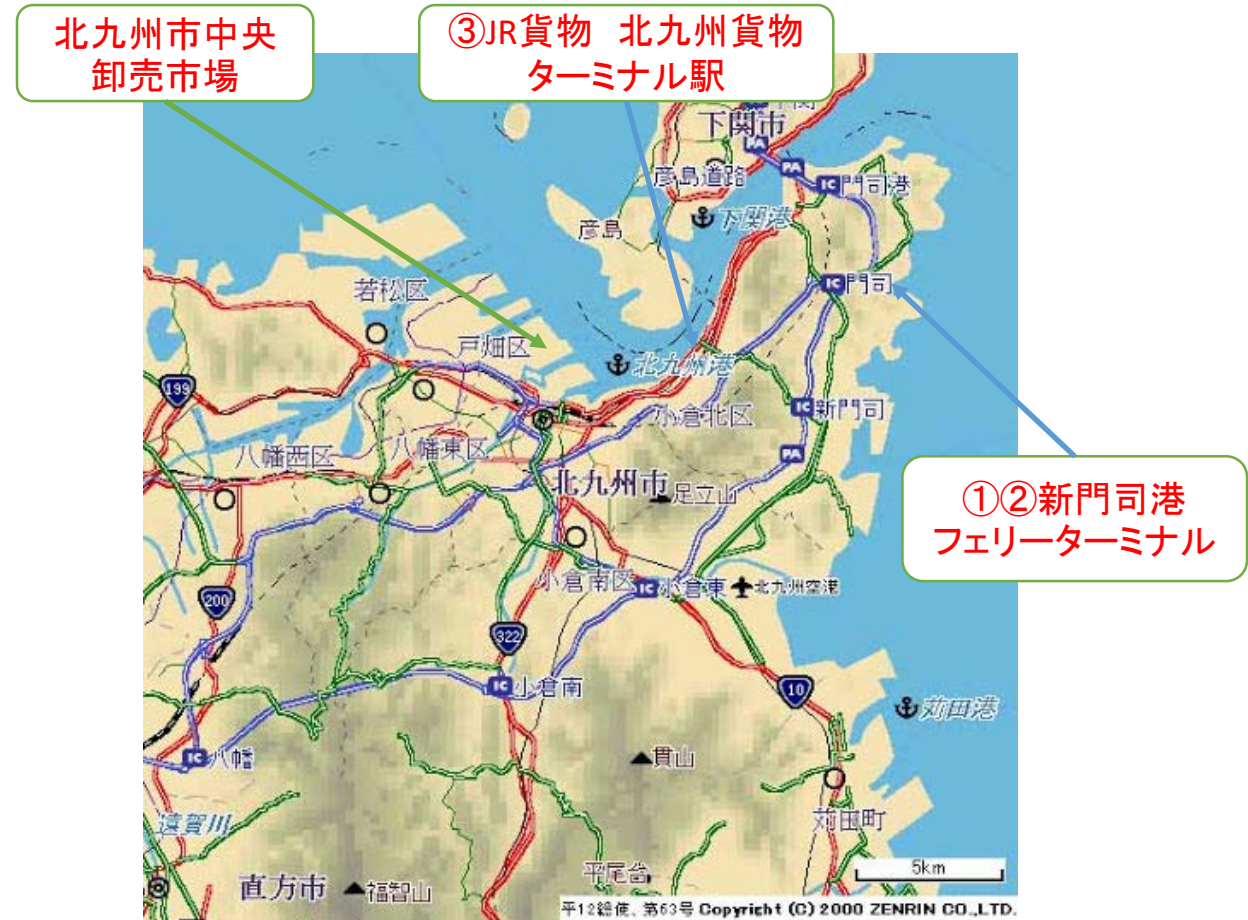 北九州市中央
卸売市場
③JR貨物 北九州貨物
ターミナル駅
下関市
PA
彦島道路
PA
IC門司港
下関港
彦島
IC門司
若松区
戸畑区
北九州港
199
小倉北区
IC新門司
八幡西区
八幡東区
PA
北九州市
足立山
①②新門司港
フェリーターミナル
小倉南区
IC小倉東
北九州空港
200
322
IC小倉南
10
苅田港
IC八幡
貫山
遠賀川
苅田町
直方市
福智山
平尾台
5km
平12総使、第63号 Copyright (C) 2000 ZENRIN CO.,LTD.